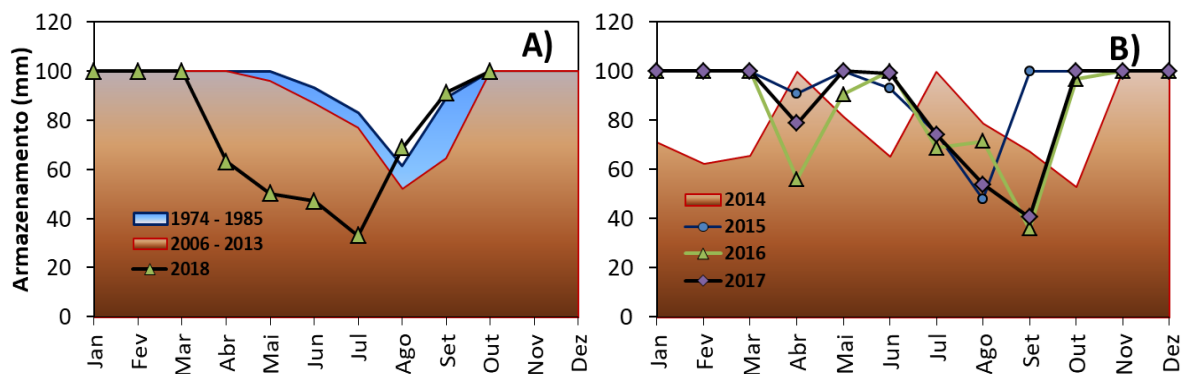 A)
Armazenamento (mm)
120
100
80
60
40
20
0
1974 - 1985
2006 - 2013
2018
Jan
Fev
Mar
Abr
Mai
Jun
Jul
Ago
Set
Out
Nov
Dez
B)
120
100
80
60
40
20
0
2014
2015
2016
2017
Jan
Fev
Mar
Abr
Mai
Jun
Jul
Ago
Set
Out
Nov
Dez